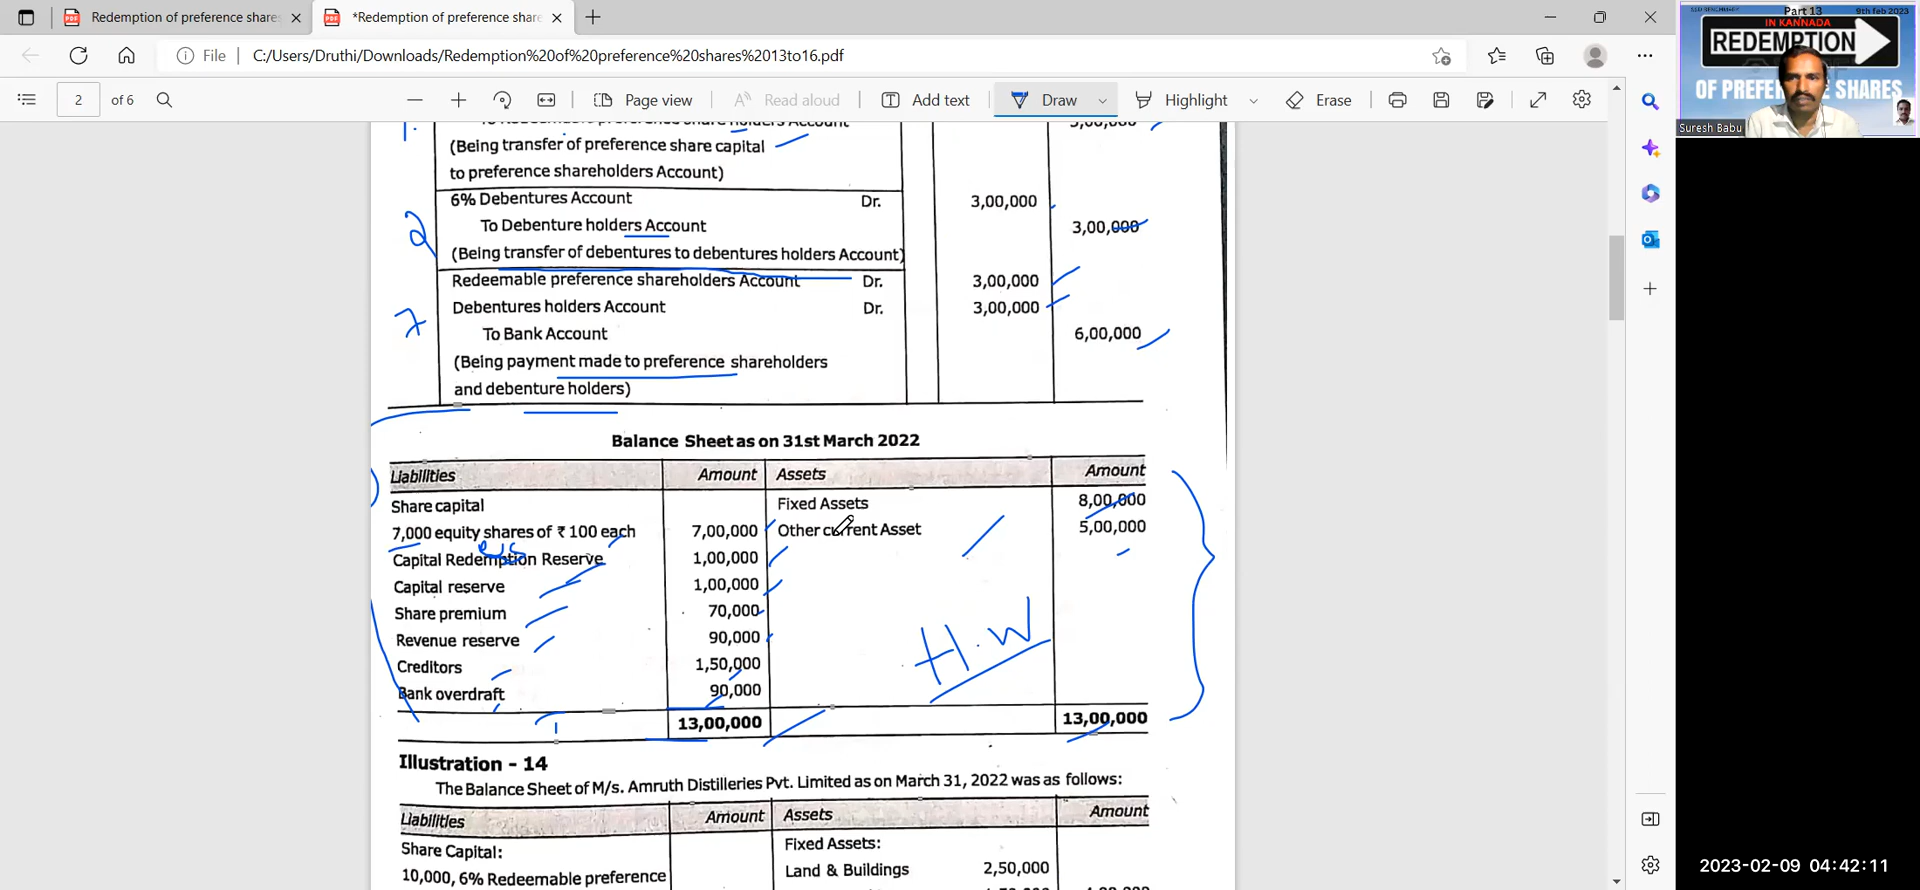 Redemption of preference share
*Redemption of preference share
File
C:/Users/Druthi/Downloads/Redemption%20of%20preference%20shares%2013to16.pdf
2 of 6
Page view
Read aloud
Add text
Draw
Highlight
Erase
Part 13
9th feb 2023
IN KANNADA
REDEMPTION
OF PREFERENCE SHARES
Suresh Babu
1.
(Being transfer of preference share capital
to preference shareholders Account)
6% Debentures Account Dr. 3,00,000
2 To Debenture holders Account 3,00,000
(Being transfer of debentures to debentures holders Account)
Redeemable preference shareholders Account Dr. 3,00,000
7 Debentures holders Account Dr. 3,00,000
To Bank Account 6,00,000
(Being payment made to preference shareholders
and debenture holders)
Balance Sheet as on 31st March 2022
Liabilities Amount Assets Amount
Share capital Fixed Assets 8,00,000
7,000 equity shares of ₹ 100 each 7,00,000 Other current Asset 5,00,000
Capital Redemption Reserve 1,00,000
Capital reserve 1,00,000
Share premium 70,000
Revenue reserve 90,000
H.W
Creditors 1,50,000
Bank overdraft 90,000
13,00,000 13,00,000
Illustration - 14
The Balance Sheet of M/s. Amruth Distilleries Pvt. Limited as on March 31, 2022 was as follows:
Liabilities Amount Assets Amount
Share Capital: Fixed Assets:
10,000, 6% Redeemable preference Land & Buildings 2,50,000
2023-02-09 04:42:11